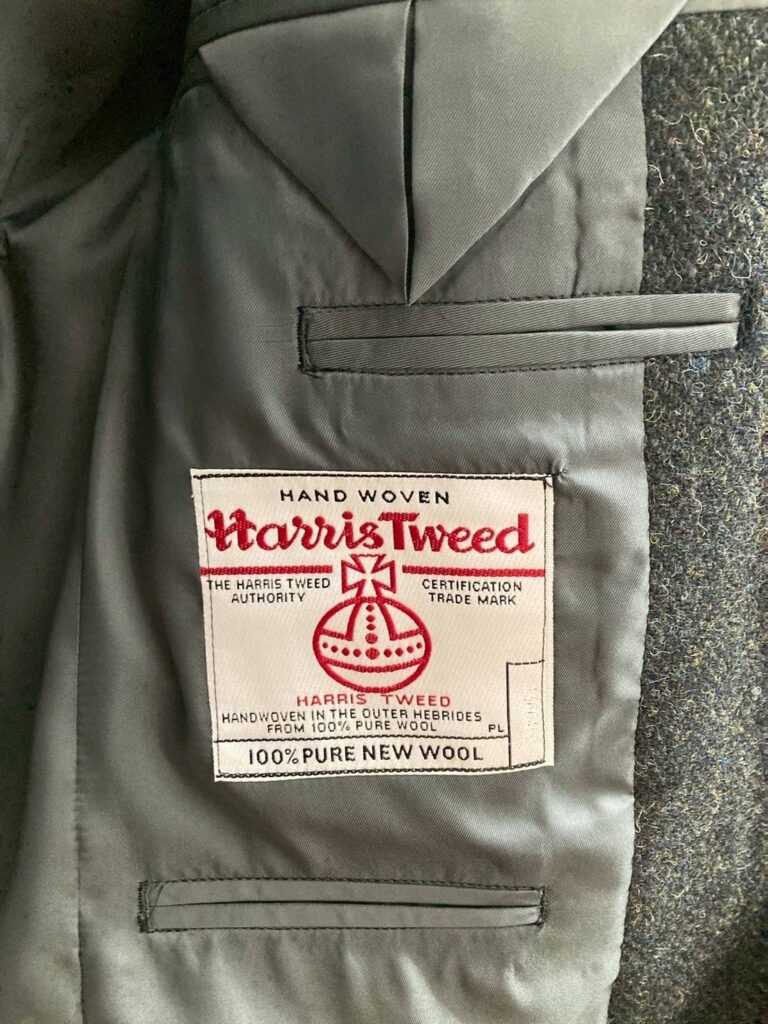 HAND WOVEN
Harris Tweed
THE HARRIS TWEED
AUTHORITY
CERTIFICATION
TRADE MARK
HARRIS TWEED
HANDWOVEN IN THE OUTER HEBRIDES
FROM 100% PURE WOOL
PL
100% PURE NEW WOOL